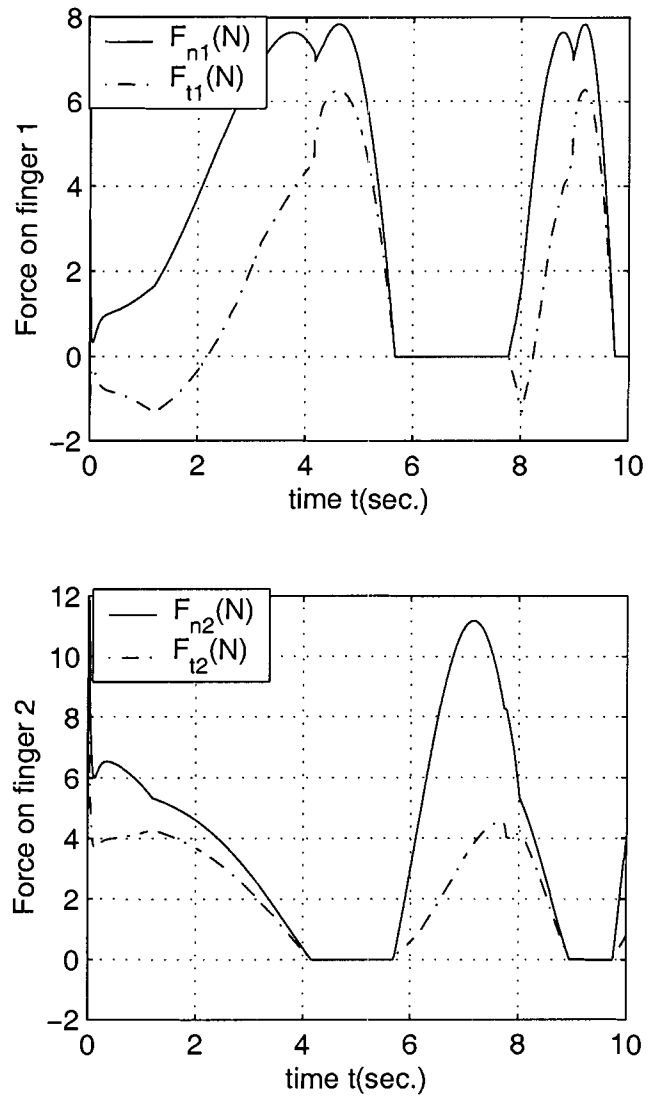 8
6
4
2
0
−2
Force on finger 1
F_n1(N)
F_t1(N)
0 2 4 6 8 10
time t(sec.)
12
10
8
6
4
2
0
−2
Force on finger 2
F_n2(N)
F_t2(N)
0 2 4 6 8 10
time t(sec.)